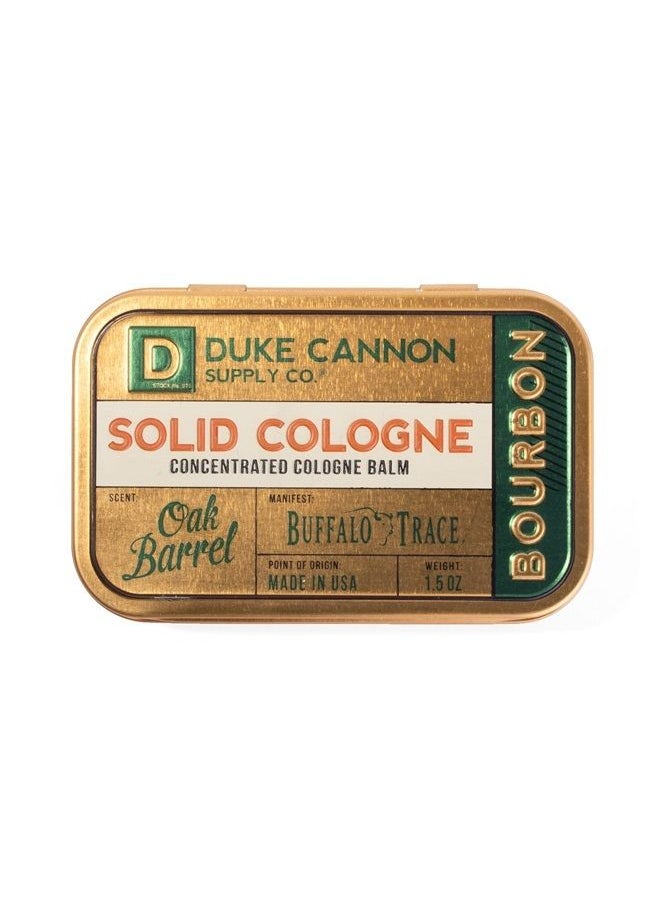 D
DUKE CANNON
SUPPLY CO.®
SOLID COLOGNE
CONCENTRATED COLOGNE BALM
SCENT:
Oak
Barrel
MANIFEST:
BUFFALO TRACE
POINT OF ORIGIN:
MADE IN USA
WEIGHT:
1.5 OZ
BOURBON